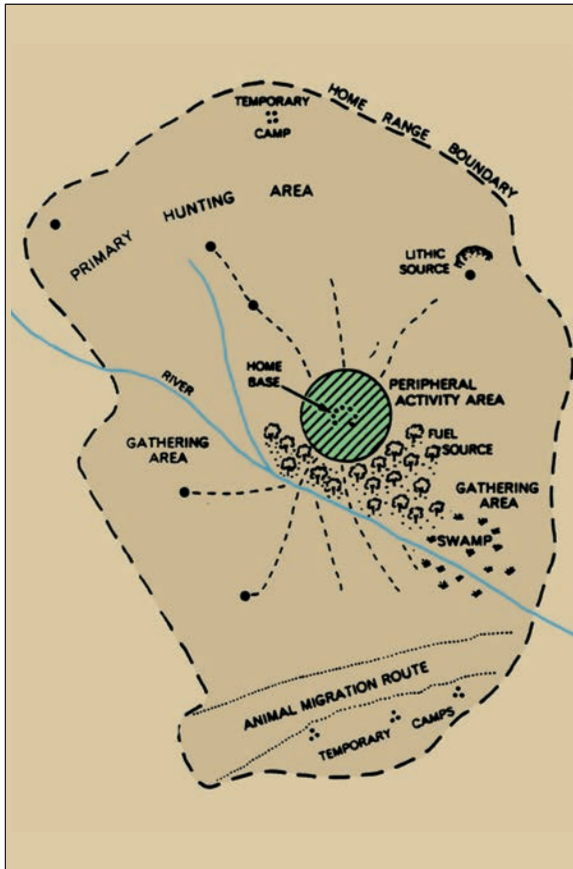 TEMPORARY
CAMP
HOME RANGE BOUNDARY
PRIMARY HUNTING AREA
LITHIC
SOURCE
HOME
BASE
PERIPHERAL
ACTIVITY AREA
RIVER
FUEL
SOURCE
GATHERING
AREA
GATHERING
AREA
SWAMP
ANIMAL MIGRATION ROUTE
TEMPORARY CAMPS